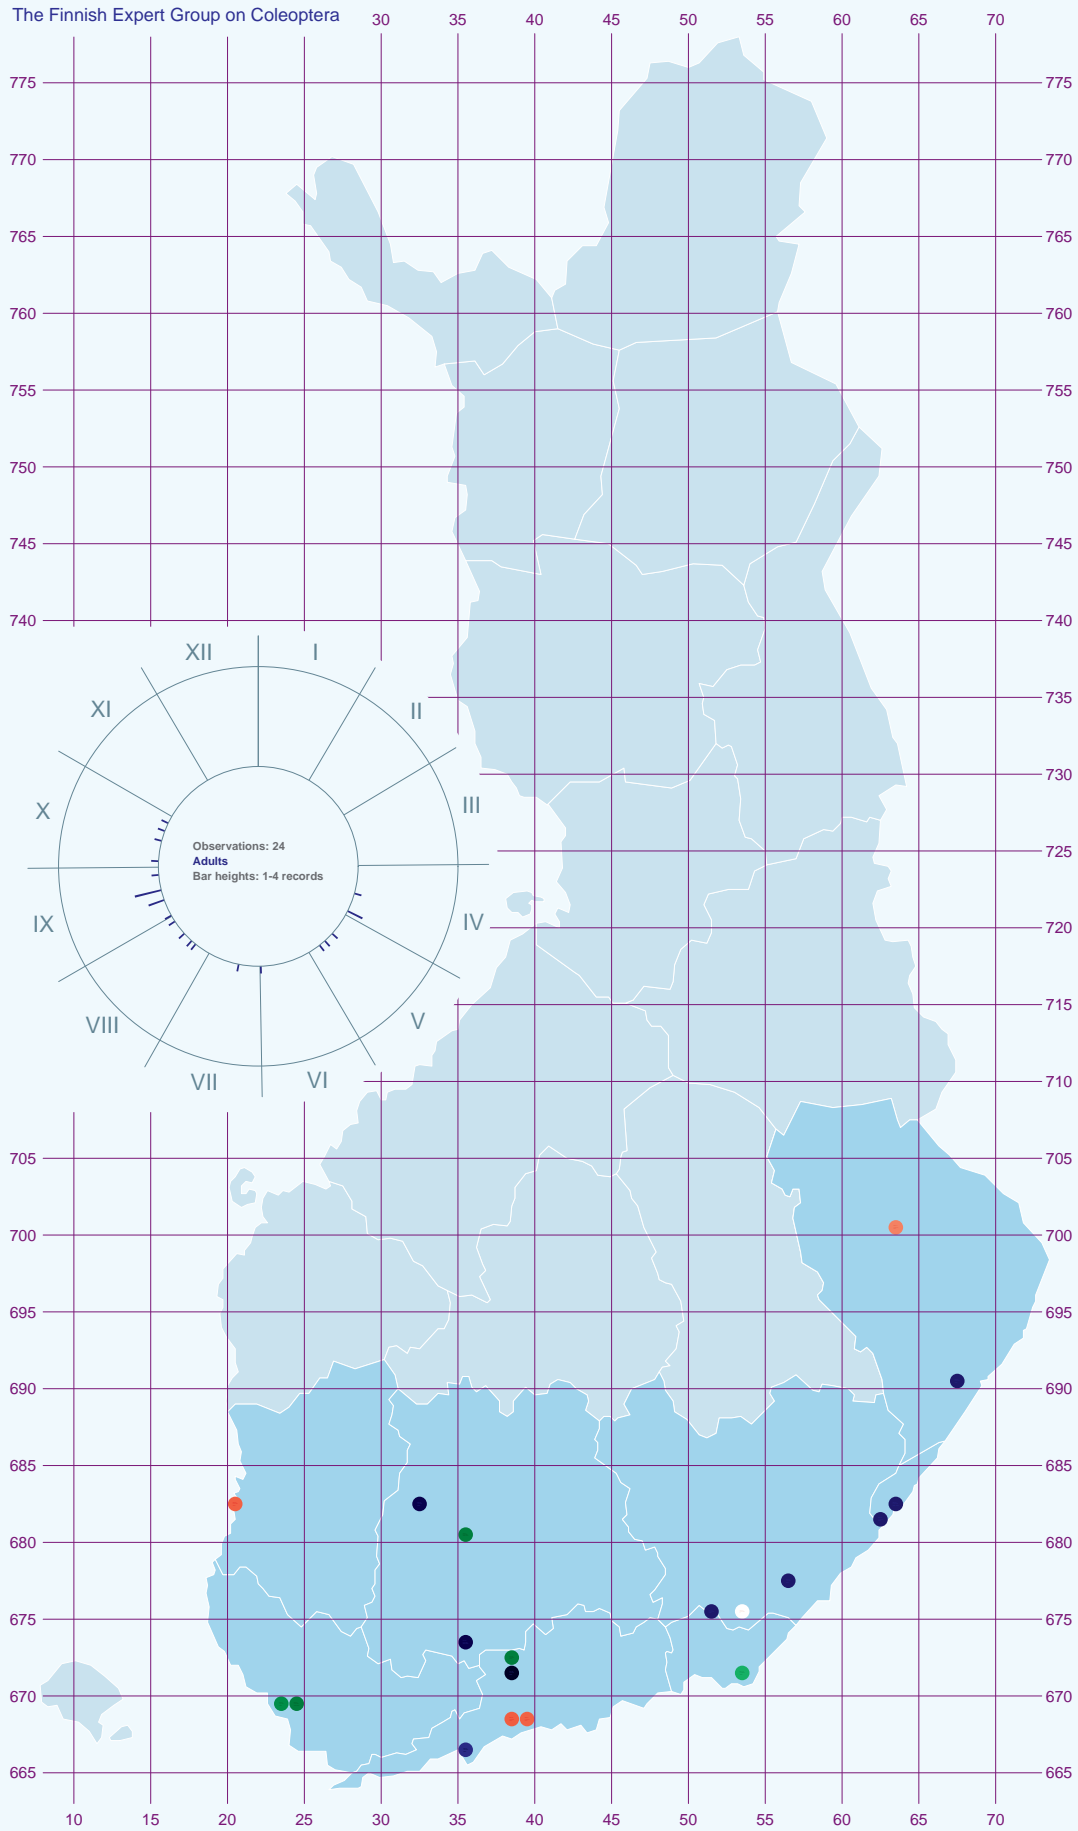 The Finnish Expert Group on Coleoptera
30 35 40 45 50 55 60 65 70
775 775
770 770
765 765
760 760
755 755
750 750
745 745
740 740
XII I
735
XI II
730
III
X
Observations: 24
725
Adults
Bar heights: 1-4 records
IX IV 720
715
VIII V
VII VI 710
705 705
700 700
695 695
690 690
685 685
680 680
675 675
670 670
665 665
10 15 20 25 30 35 40 45 50 55 60 65 70